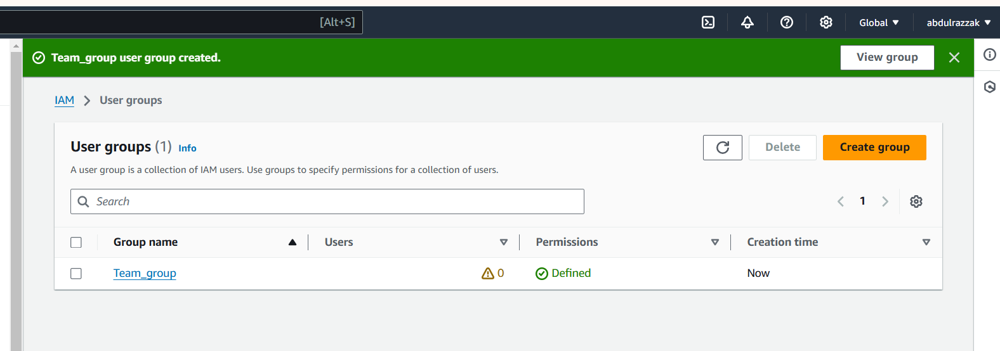 [Alt+S]
Global
abdulrazzak
Team_group user group created.
View group
IAM
User groups
User groups (1) Info
Delete
Create group
A user group is a collection of IAM users. Use groups to specify permissions for a collection of users.
Search
1
Group name
Users
Permissions
Creation time
Team_group
0
Defined
Now